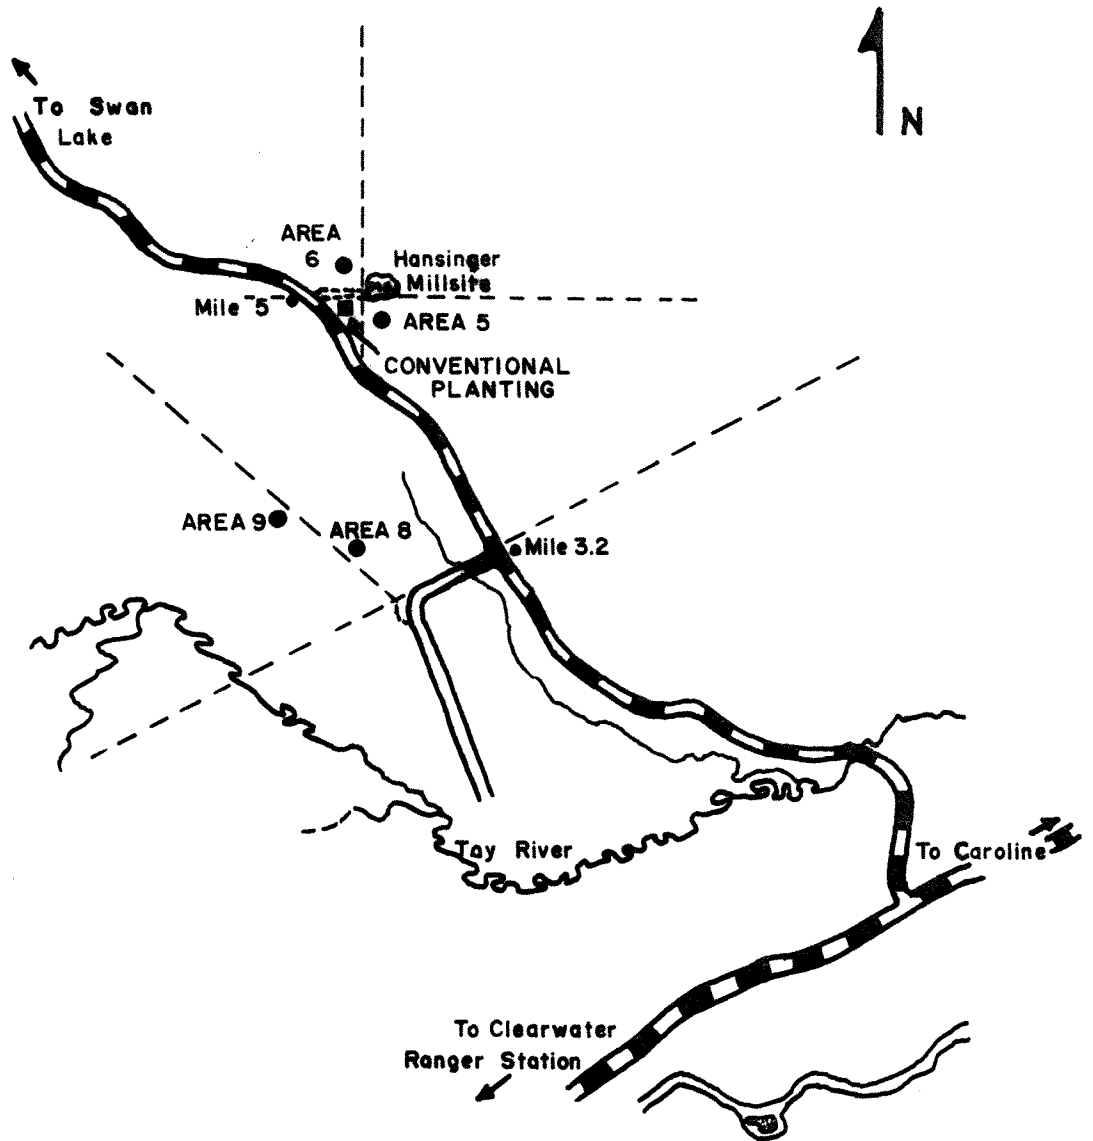 N
To Swan
Lake
AREA
6
Hansinger
Millsite
Mile 5
AREA 5
CONVENTIONAL
PLANTING
AREA 9
AREA 8
Mile 3.2
Tay River
To Caroline
To Clearwater
Ranger Station